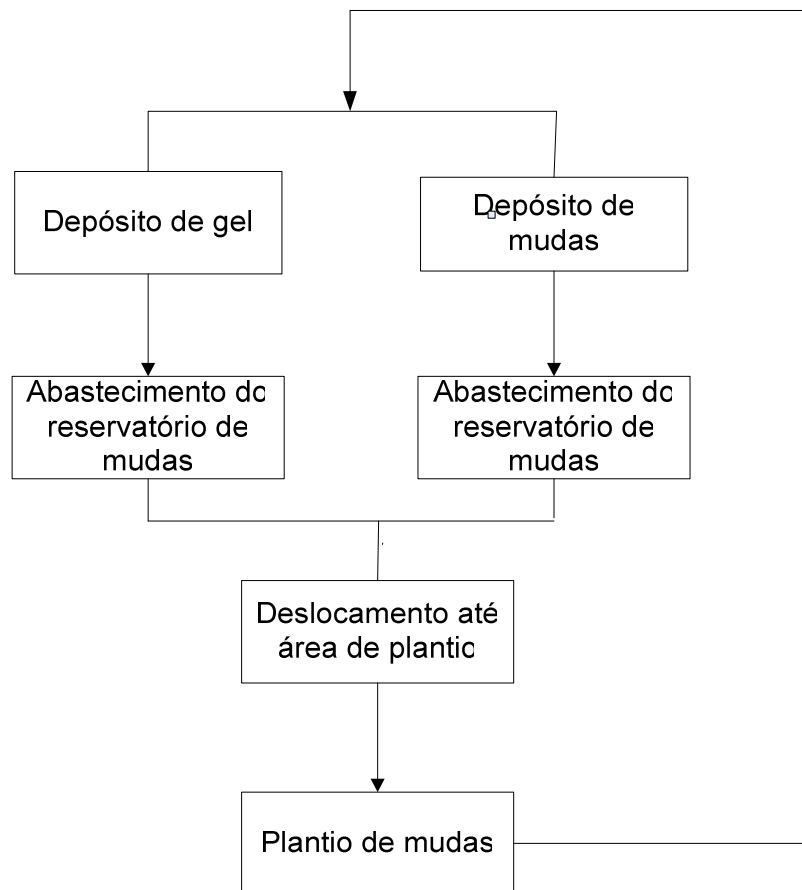 Depósito de gel
Depósito de
mudas
Abastecimento do
reservatório de
mudas
Abastecimento do
reservatório de
mudas
Deslocamento até
área de plantio
Plantio de mudas